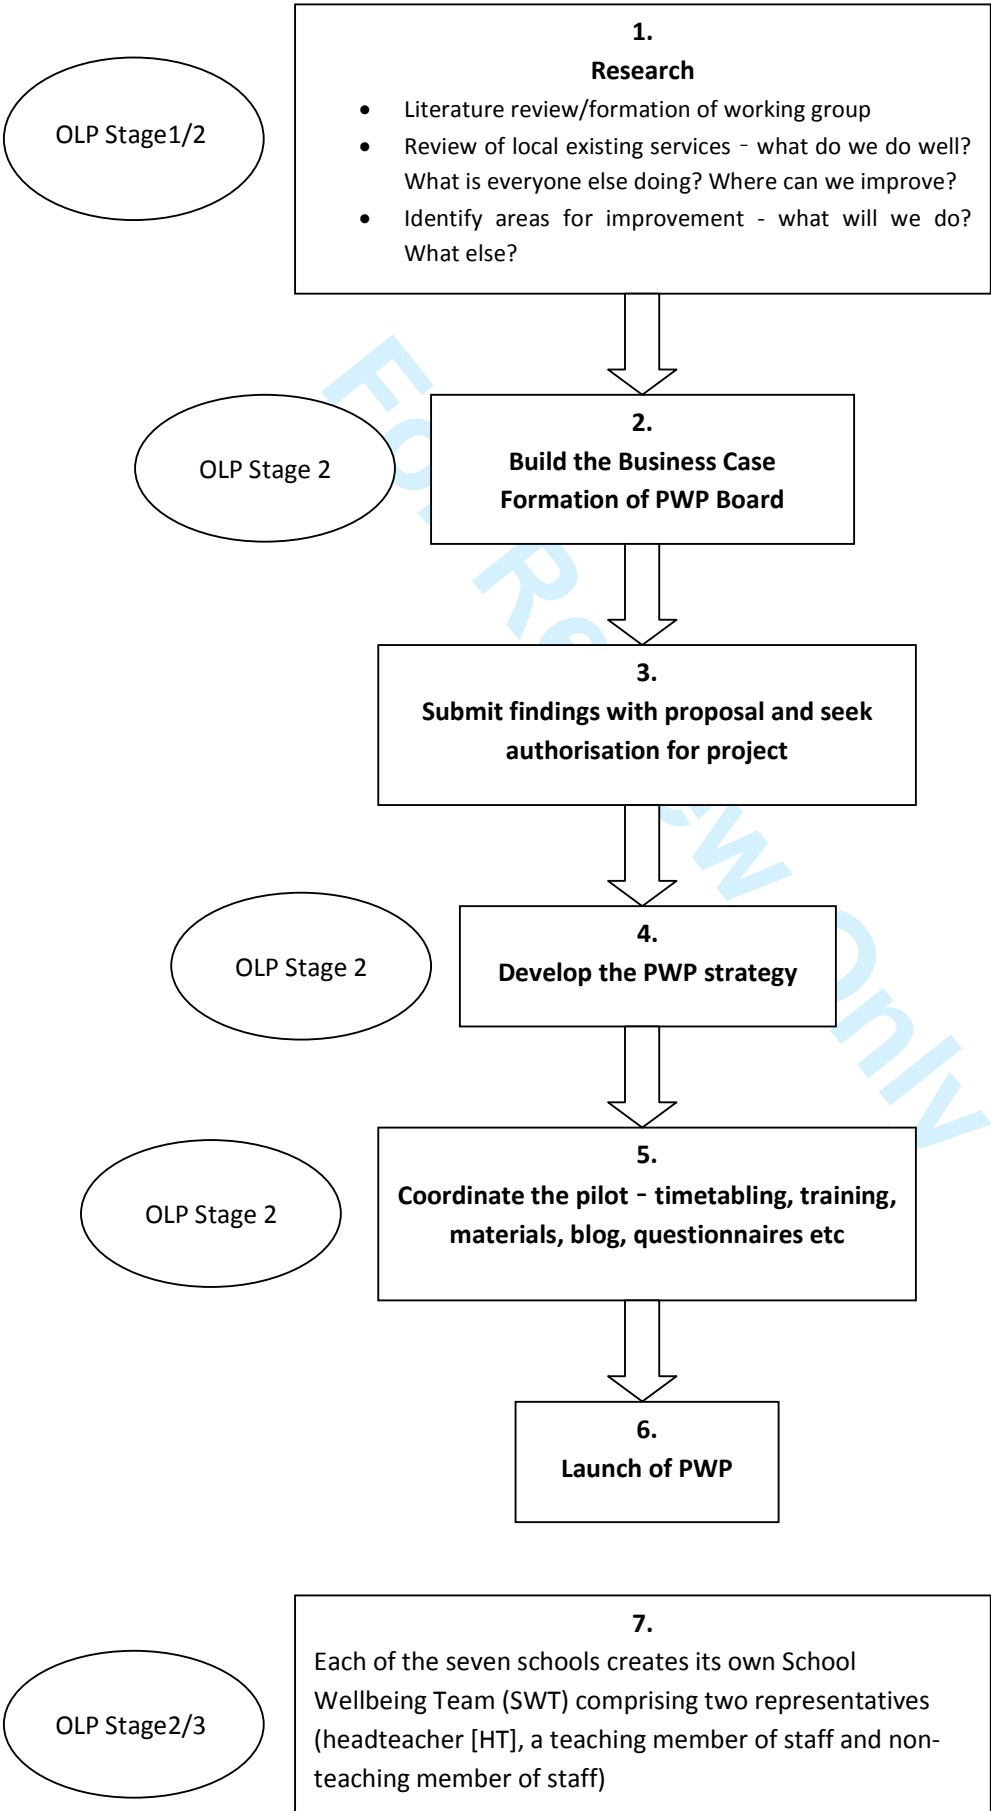 1.
Research
• Literature review/formation of working group
• Review of local existing services - what do we do well?
What is everyone else doing? Where can we improve?
• Identify areas for improvement - what will we do?
What else?
OLP Stage1/2
2.
Build the Business Case
Formation of PWP Board
OLP Stage 2
3.
Submit findings with proposal and seek
authorisation for project
4.
Develop the PWP strategy
OLP Stage 2
5.
Coordinate the pilot - timetabling, training,
materials, blog, questionnaires etc
OLP Stage 2
6.
Launch of PWP
7.
Each of the seven schools creates its own School
Wellbeing Team (SWT) comprising two representatives
(headteacher [HT], a teaching member of staff and non-
teaching member of staff)
OLP Stage2/3
For Review Only